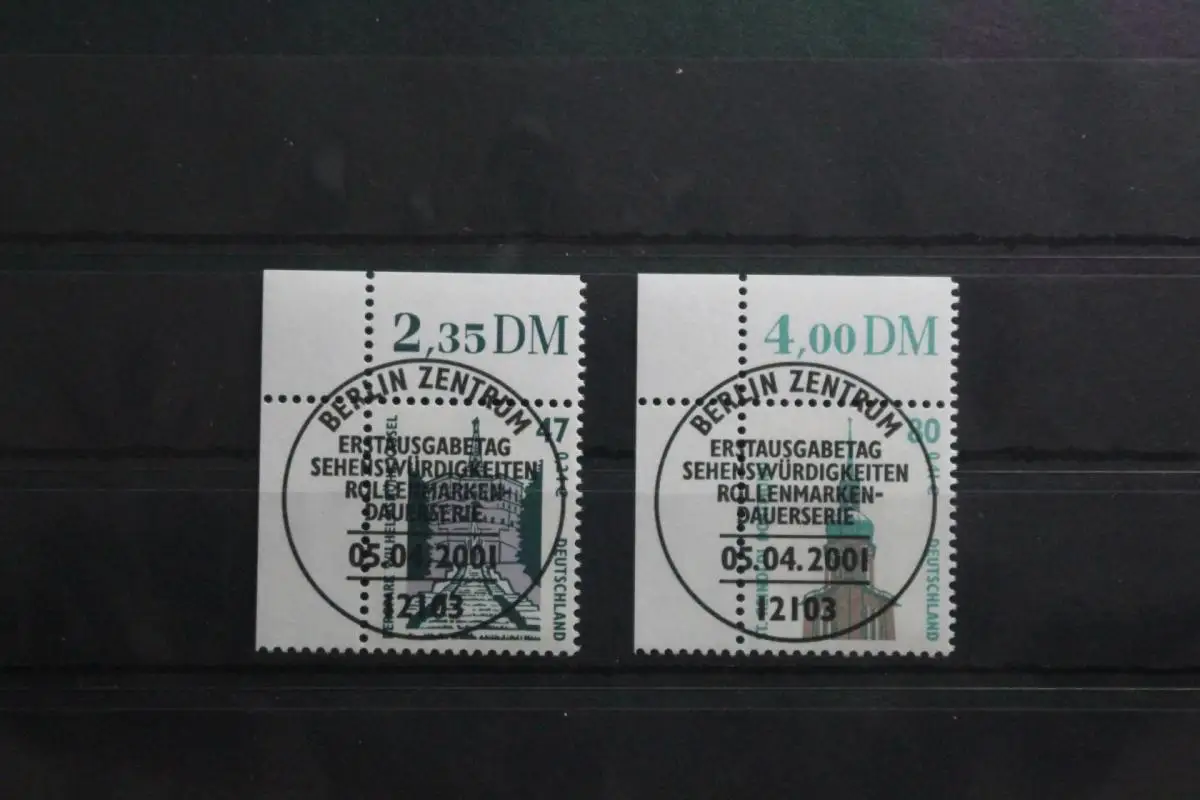 2,35 DM
BERLIN ZENTRUM
ERSTAUSGABETAG
SEHENSWÜRDIGKEITEN
ROLLENMARKEN-
DAUERSERIE
05.04.2001
12103
47
DEUTSCHLAND
4,00 DM
BERLIN ZENTRUM
ERSTAUSGABETAG
SEHENSWÜRDIGKEITEN
ROLLENMARKEN-
DAUERSERIE
05.04.2001
12103
80
DEUTSCHLAND